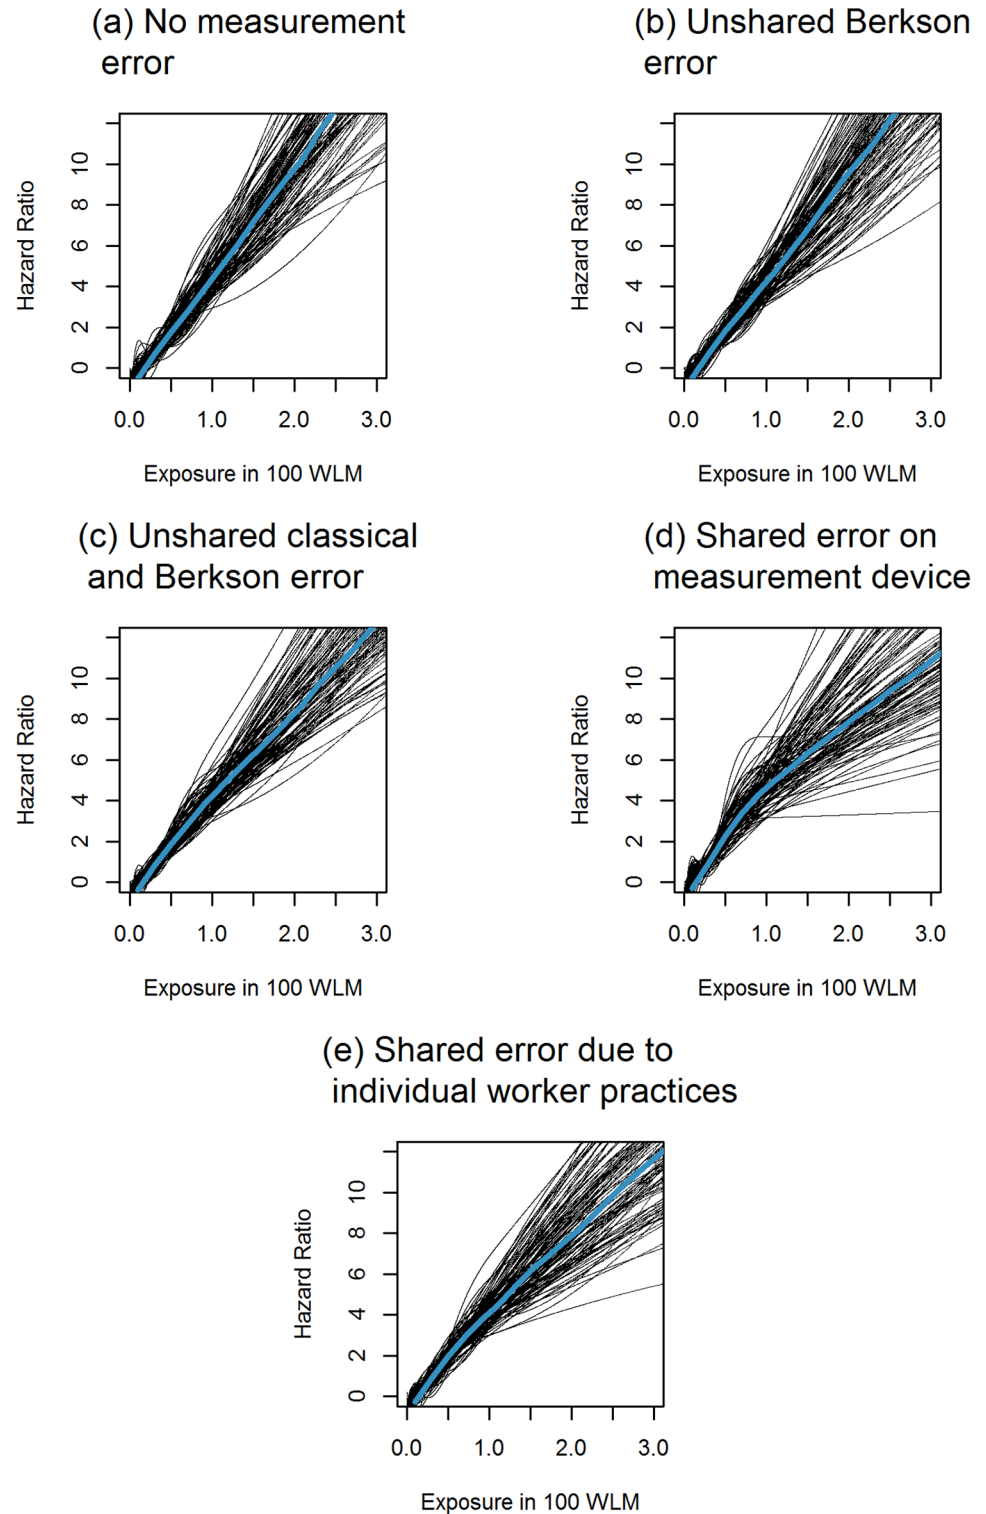 (a) No measurement
error
(b) Unshared Berkson
error
Hazard Ratio
0 2 4 6 8 10
0.0 1.0 2.0 3.0
Exposure in 100 WLM
Hazard Ratio
0 2 4 6 8 10
0.0 1.0 2.0 3.0
Exposure in 100 WLM
(c) Unshared classical
and Berkson error
(d) Shared error on
measurement device
Hazard Ratio
0 2 4 6 8 10
0.0 1.0 2.0 3.0
Exposure in 100 WLM
Hazard Ratio
0 2 4 6 8 10
0.0 1.0 2.0 3.0
Exposure in 100 WLM
(e) Shared error due to
individual worker practices
Hazard Ratio
0 2 4 6 8 10
0.0 1.0 2.0 3.0
Exposure in 100 WLM